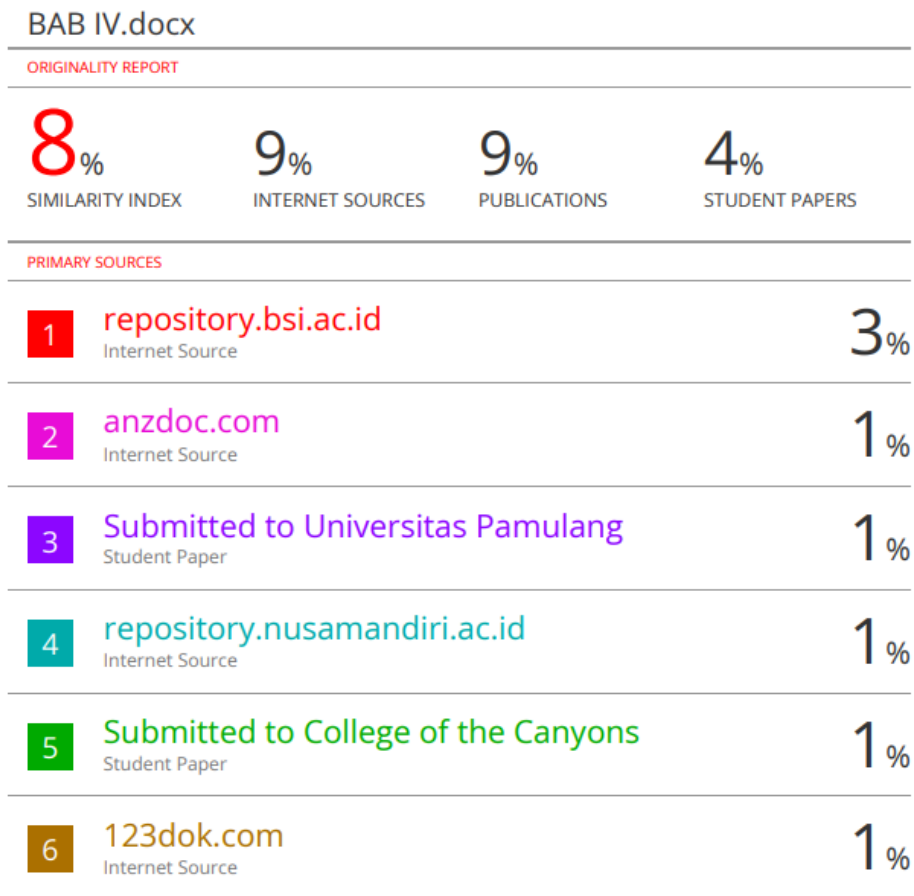 BAB IV.docx
ORIGINALITY REPORT
8% 9% 9% 4%
SIMILARITY INDEX INTERNET SOURCES PUBLICATIONS STUDENT PAPERS
PRIMARY SOURCES
1 repository.bsi.ac.id 3%
Internet Source
2 anzdoc.com 1%
Internet Source
3 Submitted to Universitas Pamulang 1%
Student Paper
4 repository.nusamandiri.ac.id 1%
Internet Source
5 Submitted to College of the Canyons 1%
Student Paper
6 123dok.com 1%
Internet Source